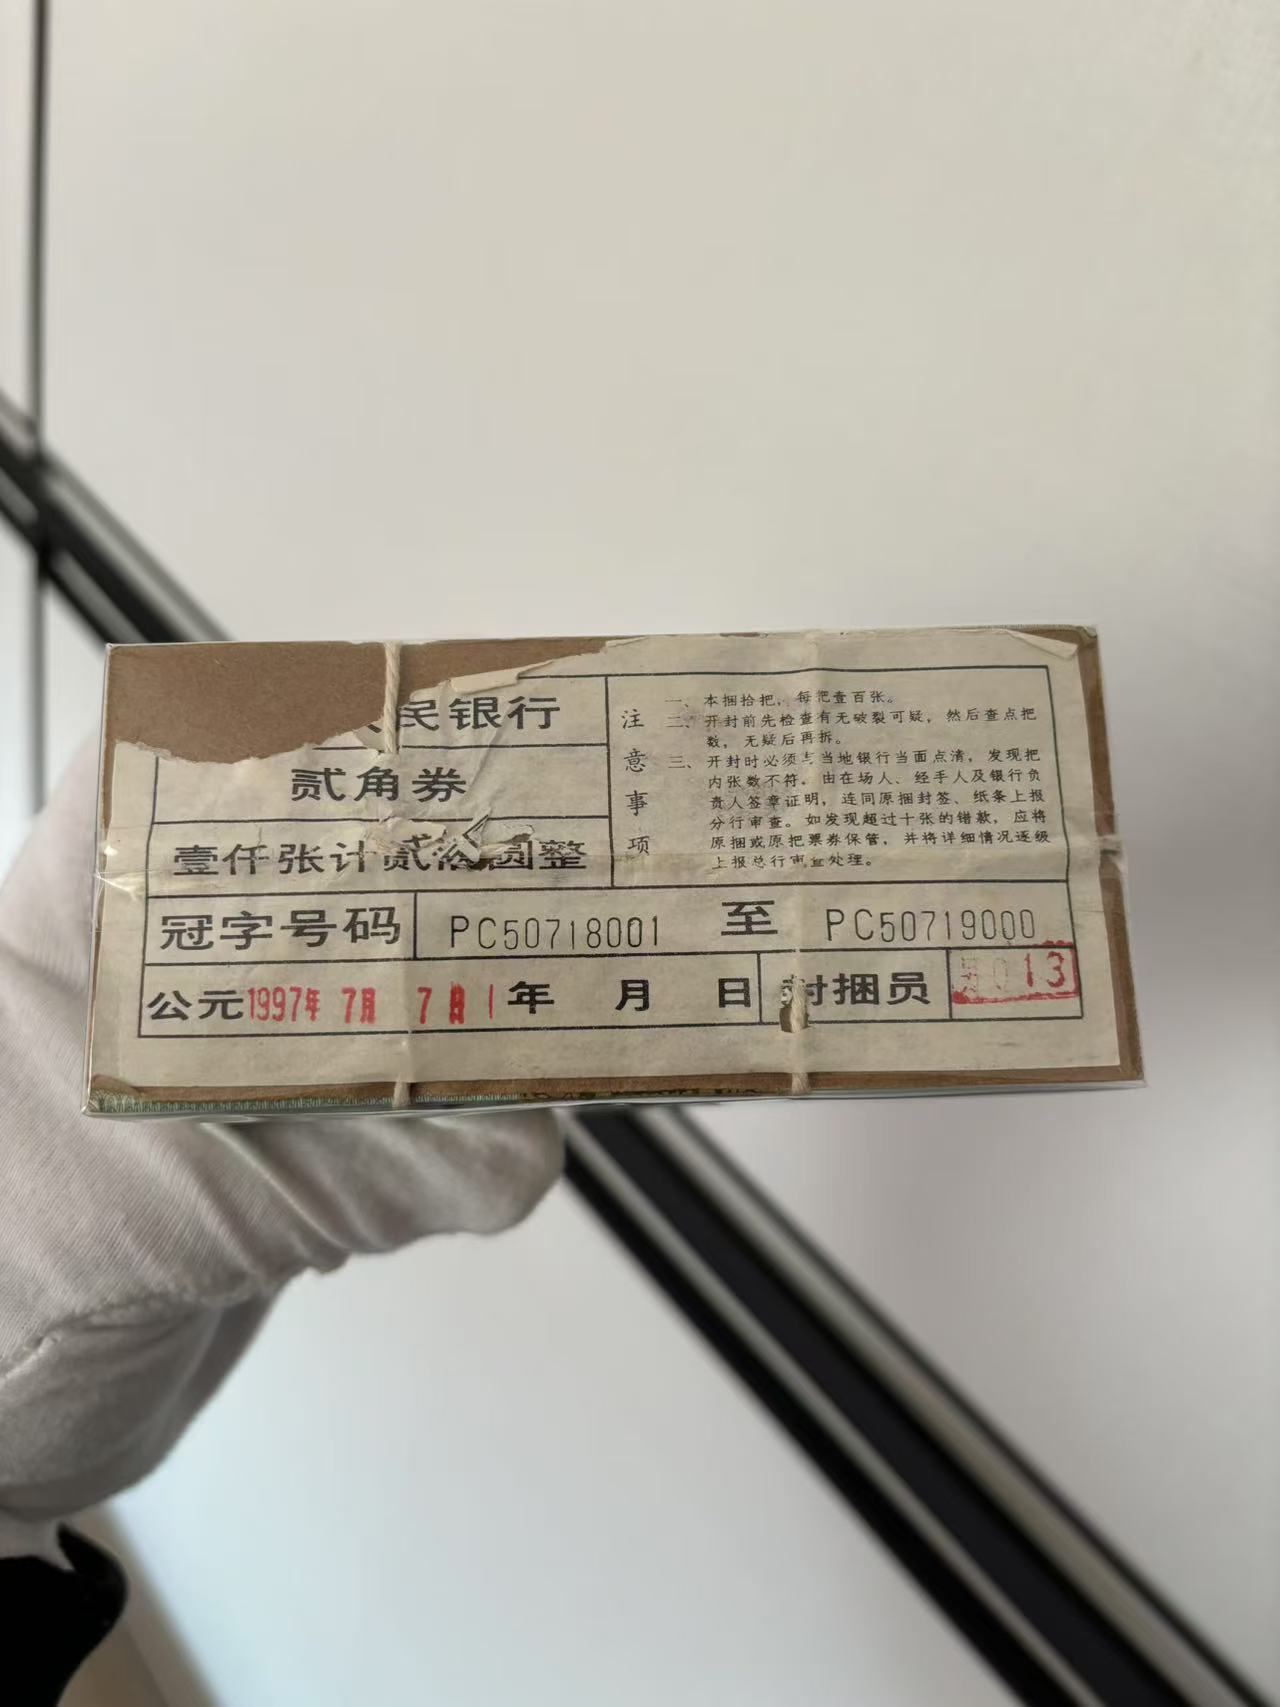 民银行
贰角券
壹仟张计贰佰圆整
注意事项
一、本捆拾把，每把壹百张。
二、开封前先检查有无破裂可疑，然后查点把
数，无疑后再拆。
三、开封时必须与当地银行当面点清，发现把
内张数不符。由在场人、经手人及银行负
责人签章证明，连同原捆封签、纸条上报
分行审查。如发现超过十张的错款，应将
原捆或原把票券保管，并将详细情况逐级
上报总行审查处理。
冠字号码 PC50718001 至 PC50719000
公元1997年 7月 7日 年 月 日 封捆员 013